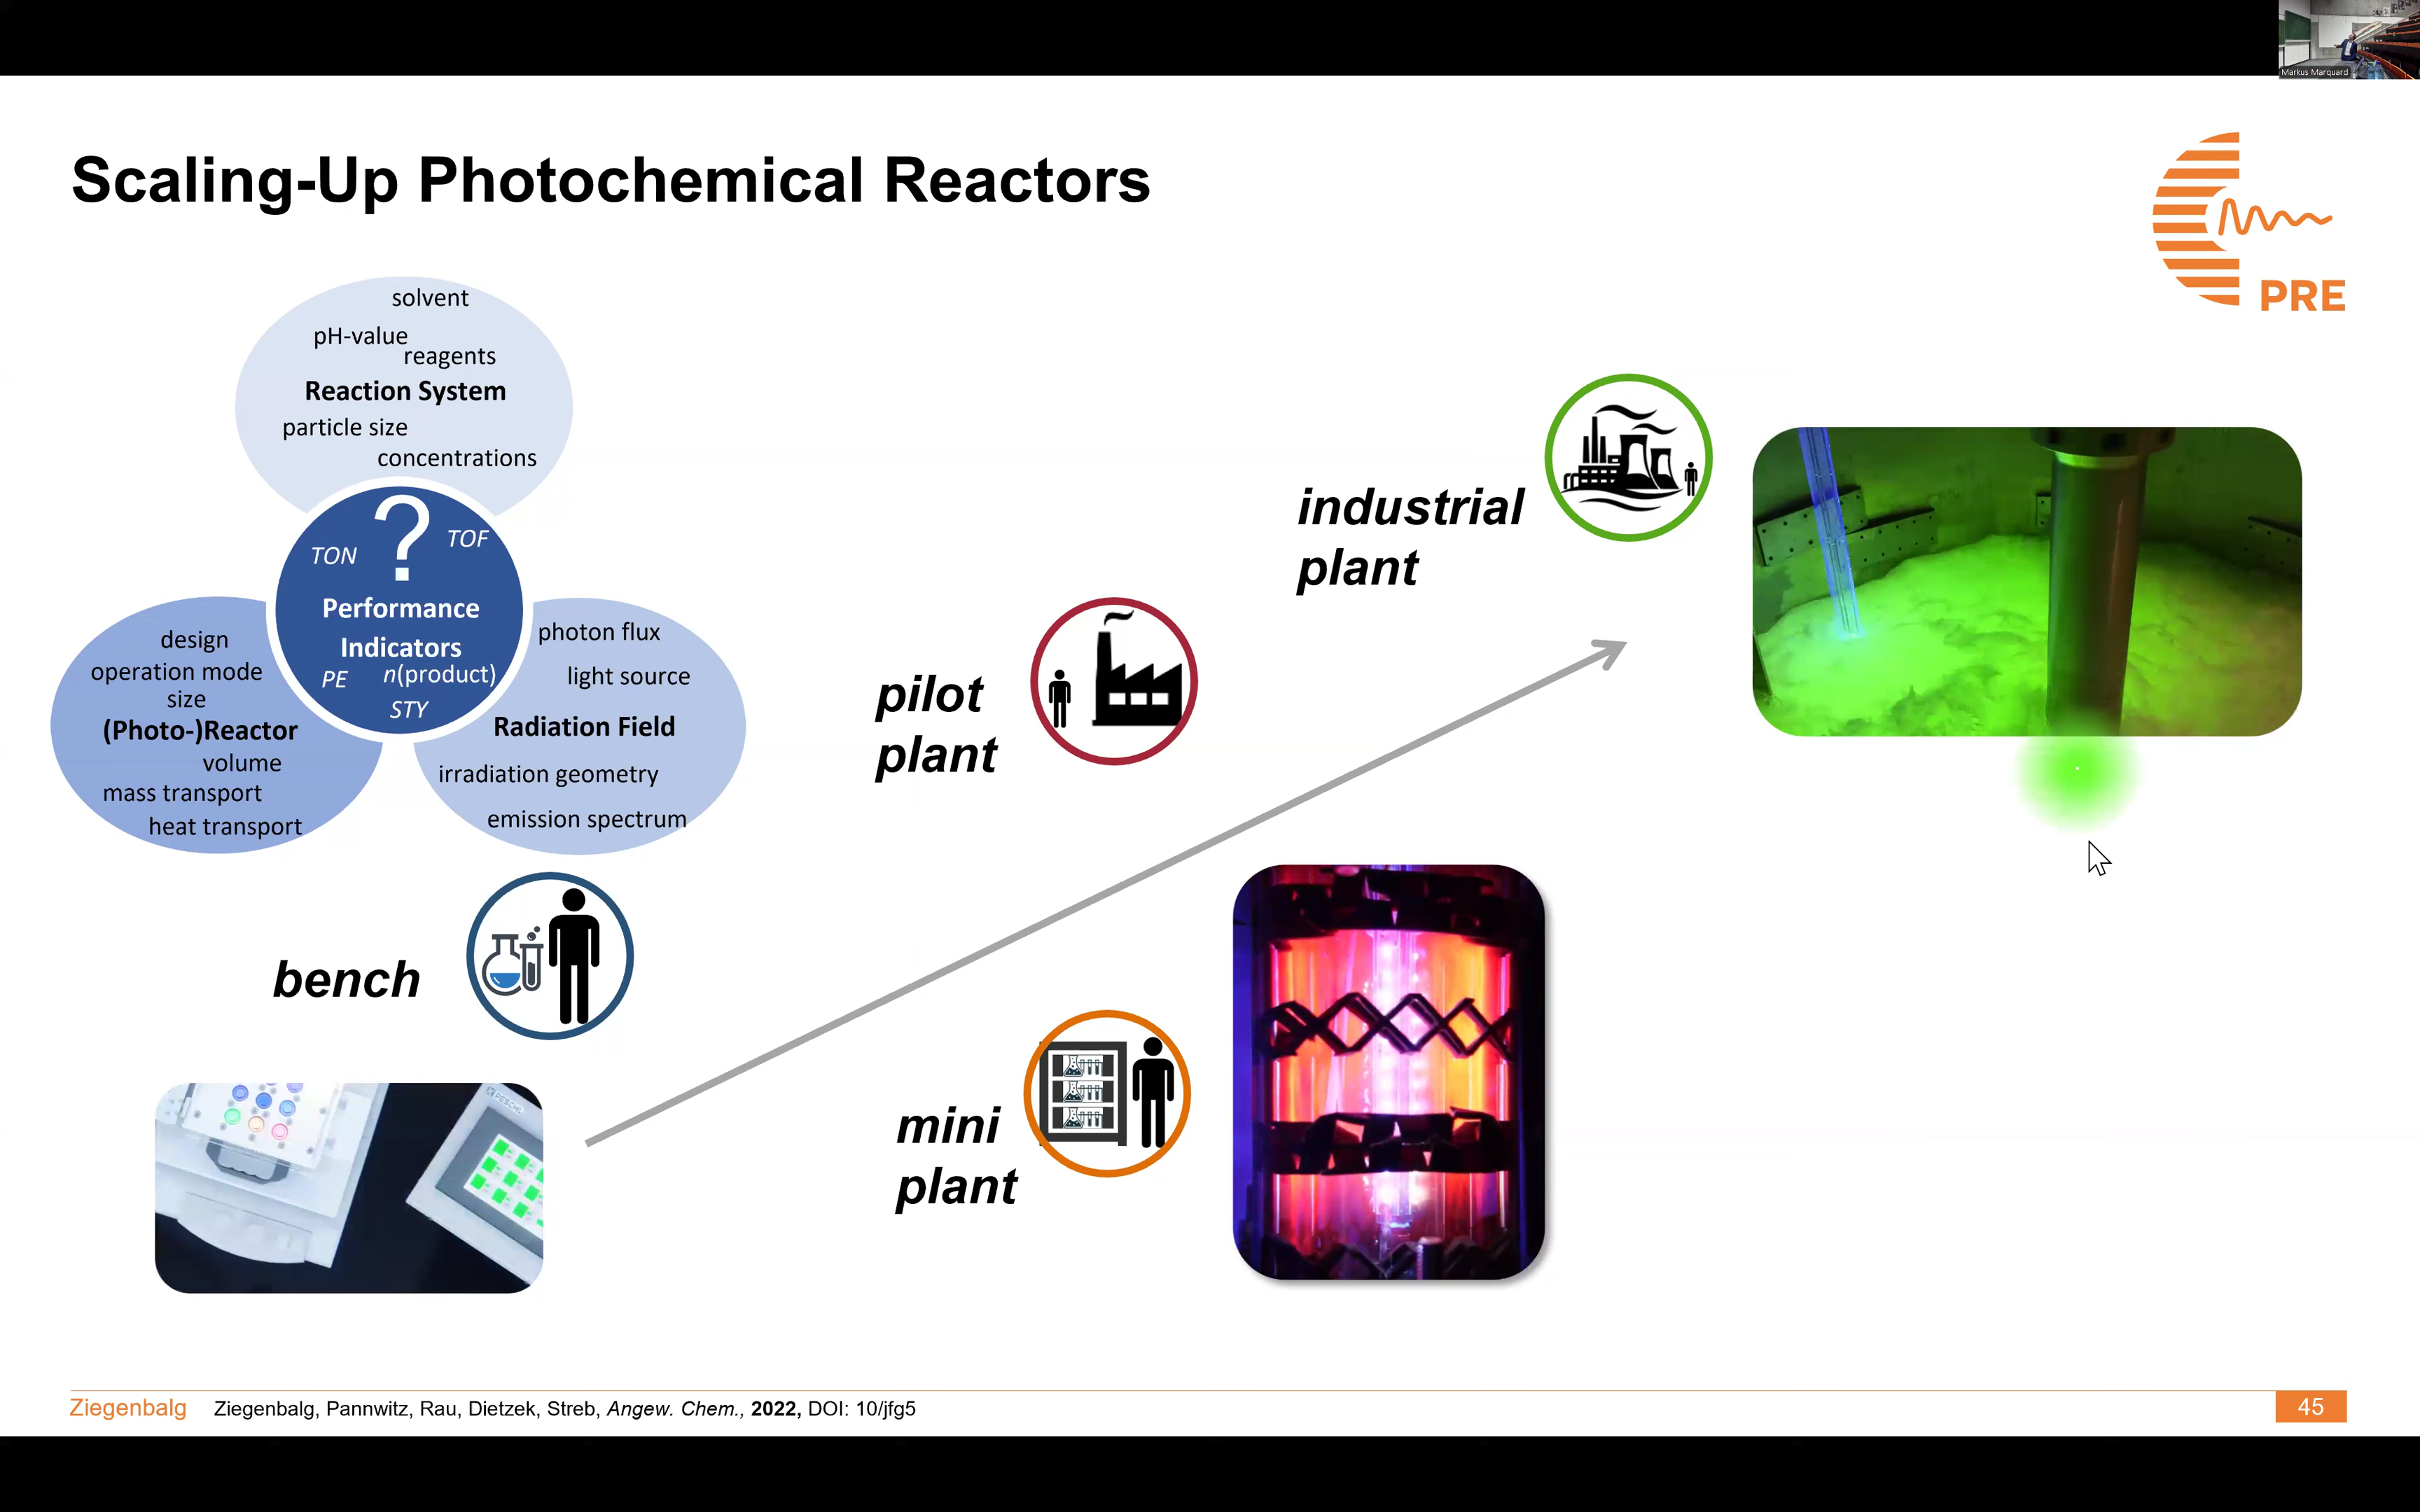 Markus Marquard
Scaling-Up Photochemical Reactors
PRE
solvent
pH-value
reagents
Reaction System
particle size
concentrations
?
TON
TOF
Performance
Indicators
PE
n(product)
STY
design
operation mode
size
(Photo-)Reactor
volume
mass transport
heat transport
photon flux
light source
Radiation Field
irradiation geometry
emission spectrum
bench
PESCHL
mini
plant
pilot
plant
industrial
plant
Ziegenbalg
Ziegenbalg, Pannwitz, Rau, Dietzek, Streb, Angew. Chem., 2022, DOI: 10/jfg5
45